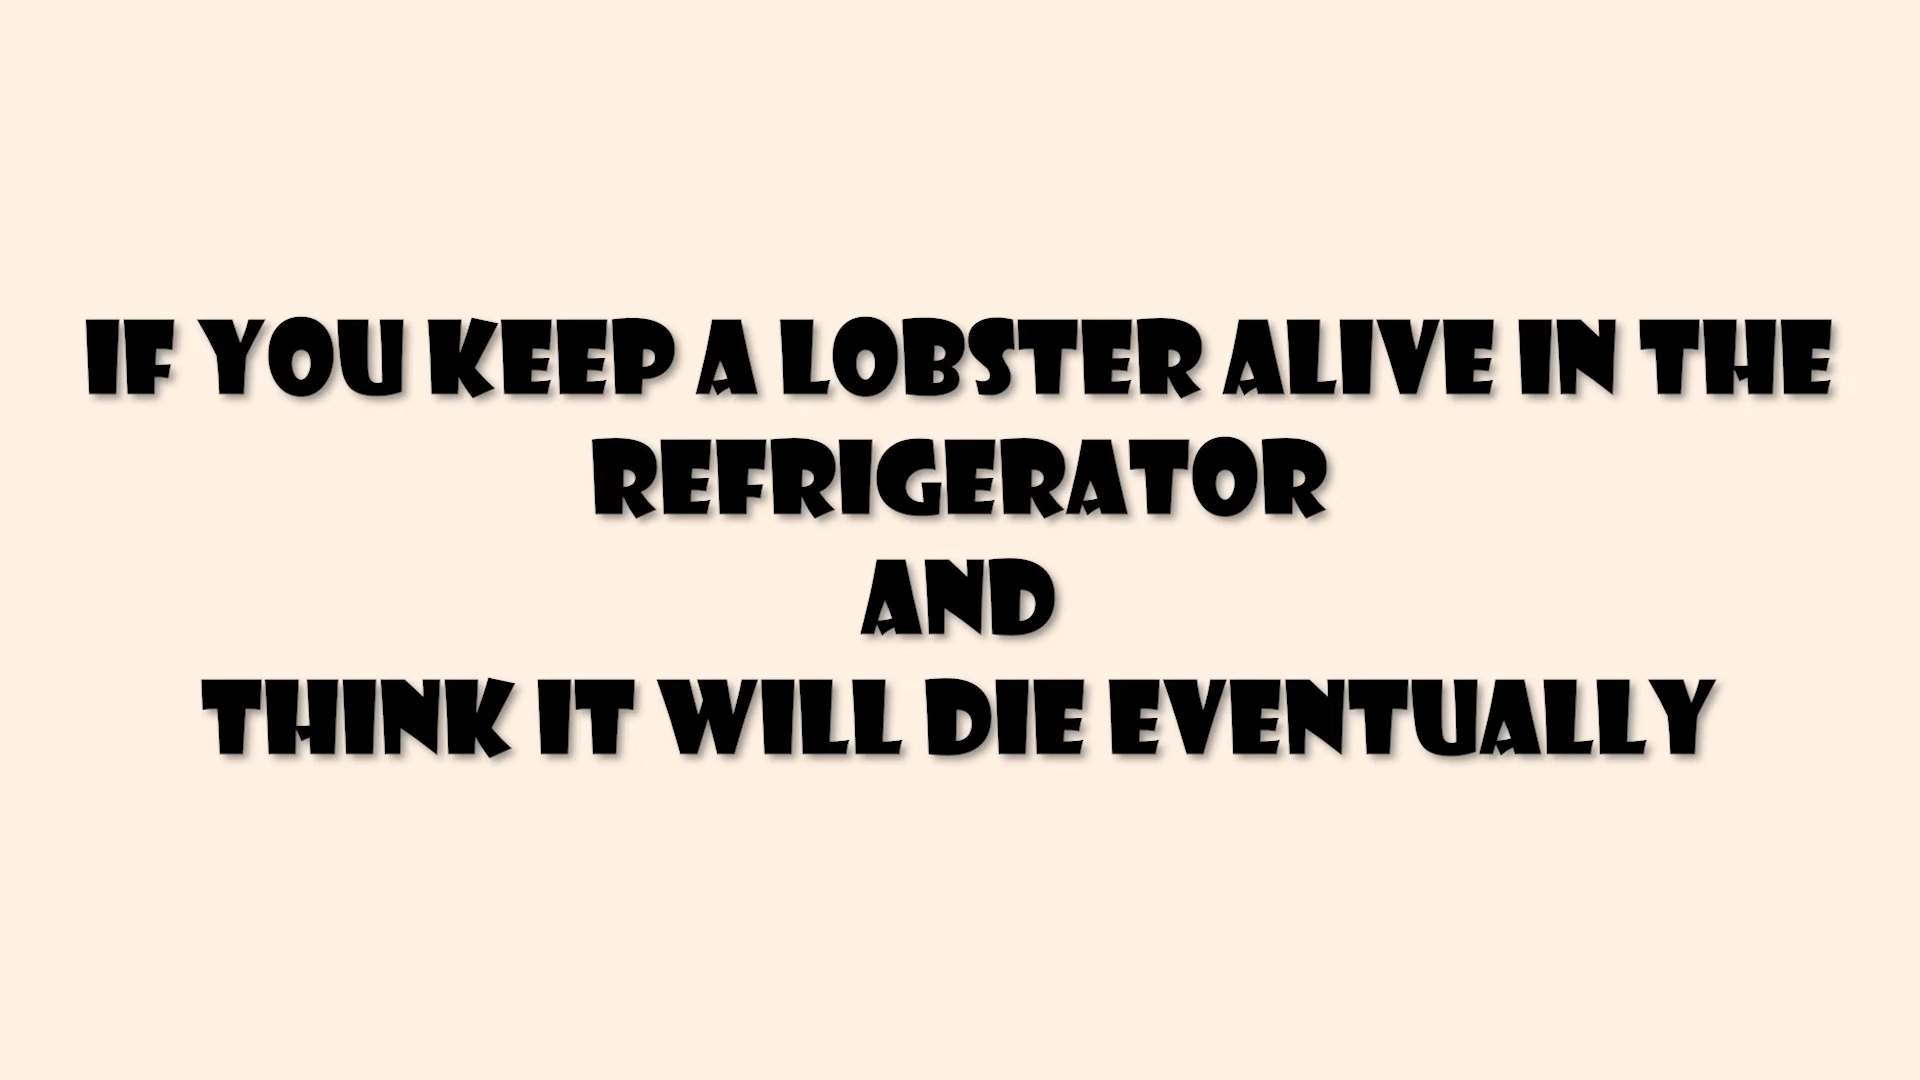 IF YOU KEEP A LOBSTER ALIVE IN THE
REFRIGERATOR
AND
THINK IT WILL DIE EVENTUALLY